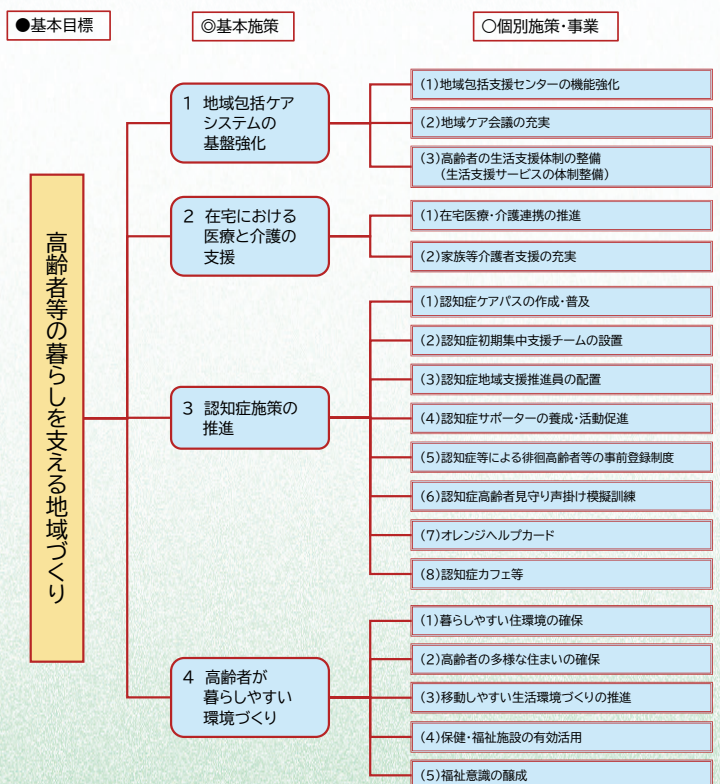 ●基本目標
◎基本施策
○個別施策・事業
高齢者等の暮らしを支える地域づくり
1 地域包括ケア
システムの
基盤強化
(1)地域包括支援センターの機能強化
(2)地域ケア会議の充実
(3)高齢者の生活支援体制の整備
(生活支援サービスの体制整備)
2 在宅における
医療と介護の
支援
(1)在宅医療・介護連携の推進
(2)家族等介護者支援の充実
3 認知症施策の
推進
(1)認知症ケアパスの作成・普及
(2)認知症初期集中支援チームの設置
(3)認知症地域支援推進員の配置
(4)認知症サポーターの養成・活動促進
(5)認知症等による徘徊高齢者等の事前登録制度
(6)認知症高齢者見守り声掛け模擬訓練
(7)オレンジヘルプカード
(8)認知症カフェ等
4 高齢者が
暮らしやすい
環境づくり
(1)暮らしやすい住環境の確保
(2)高齢者の多様な住まいの確保
(3)移動しやすい生活環境づくりの推進
(4)保健・福祉施設の有効活用
(5)福祉意識の醸成